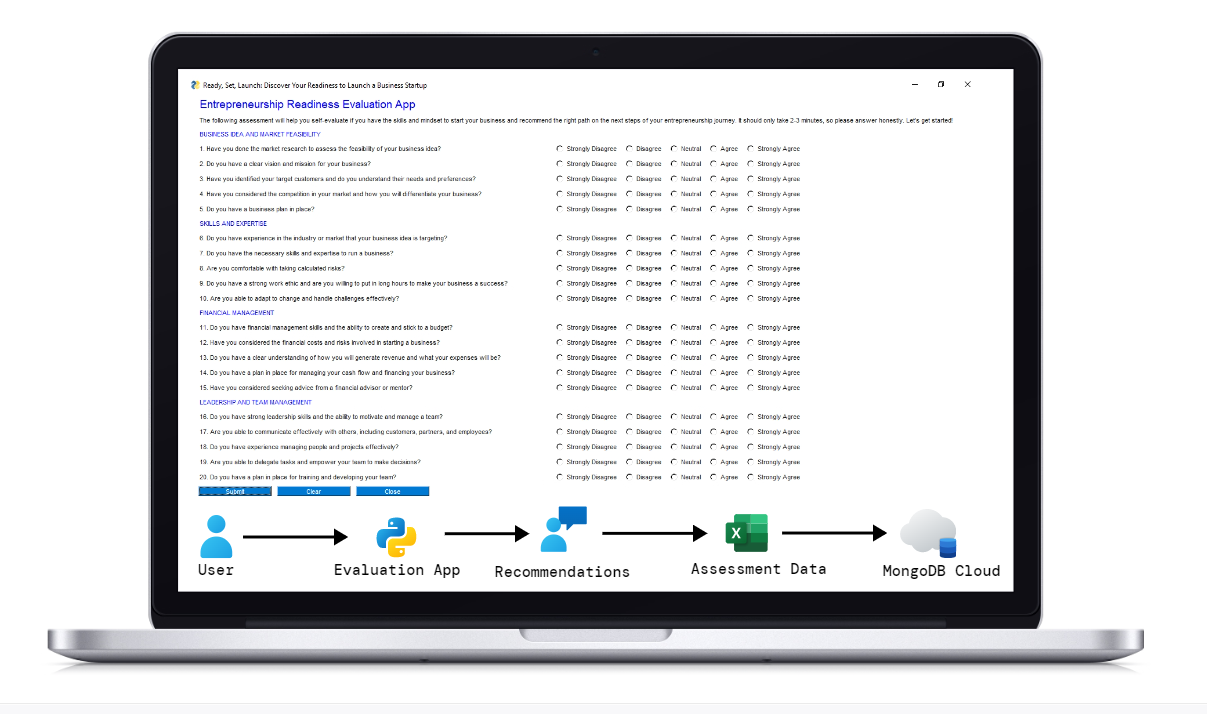 Ready, Set, Launch: Discover Your Readiness to Launch a Business Startup
Entrepreneurship Readiness Evaluation App
The following assessment will help you self-evaluate if you have the skills and mindset to start your business and recommend the right path on the next steps of your entrepreneurship journey. It should only take 2-3 minutes, so please answer honestly. Let's get started!
BUSINESS IDEA AND MARKET FEASIBILITY
1. Have you done the market research to assess the feasibility of your business idea? Strongly Disagree Disagree Neutral Agree Strongly Agree
2. Do you have a clear vision and mission for your business? Strongly Disagree Disagree Neutral Agree Strongly Agree
3. Have you identified your target customers and do you understand their needs and preferences? Strongly Disagree Disagree Neutral Agree Strongly Agree
4. Have you considered the competition in your market and how you will differentiate your business? Strongly Disagree Disagree Neutral Agree Strongly Agree
5. Do you have a business plan in place? Strongly Disagree Disagree Neutral Agree Strongly Agree
SKILLS AND EXPERTISE
6. Do you have experience in the industry or market that your business idea is targeting? Strongly Disagree Disagree Neutral Agree Strongly Agree
7. Do you have the necessary skills and expertise to run a business? Strongly Disagree Disagree Neutral Agree Strongly Agree
8. Are you comfortable with taking calculated risks? Strongly Disagree Disagree Neutral Agree Strongly Agree
9. Do you have a strong work ethic and are you willing to put in long hours to make your business a success? Strongly Disagree Disagree Neutral Agree Strongly Agree
10. Are you able to adapt to change and handle challenges effectively? Strongly Disagree Disagree Neutral Agree Strongly Agree
FINANCIAL MANAGEMENT
11. Do you have financial management skills and the ability to create and stick to a budget? Strongly Disagree Disagree Neutral Agree Strongly Agree
12. Have you considered the financial costs and risks involved in starting a business? Strongly Disagree Disagree Neutral Agree Strongly Agree
13. Do you have a clear understanding of how you will generate revenue and what your expenses will be? Strongly Disagree Disagree Neutral Agree Strongly Agree
14. Do you have a plan in place for managing your cash flow and financing your business? Strongly Disagree Disagree Neutral Agree Strongly Agree
15. Have you considered seeking advice from a financial advisor or mentor? Strongly Disagree Disagree Neutral Agree Strongly Agree
LEADERSHIP AND TEAM MANAGEMENT
16. Do you have strong leadership skills and the ability to motivate and manage a team? Strongly Disagree Disagree Neutral Agree Strongly Agree
17. Are you able to communicate effectively with others, including customers, partners, and employees? Strongly Disagree Disagree Neutral Agree Strongly Agree
18. Do you have experience managing people and projects effectively? Strongly Disagree Disagree Neutral Agree Strongly Agree
19. Are you able to delegate tasks and empower your team to make decisions? Strongly Disagree Disagree Neutral Agree Strongly Agree
20. Do you have a plan in place for training and developing your team? Strongly Disagree Disagree Neutral Agree Strongly Agree
Submit Clear Close
X
User Evaluation App Recommendations Assessment Data MongoDB Cloud